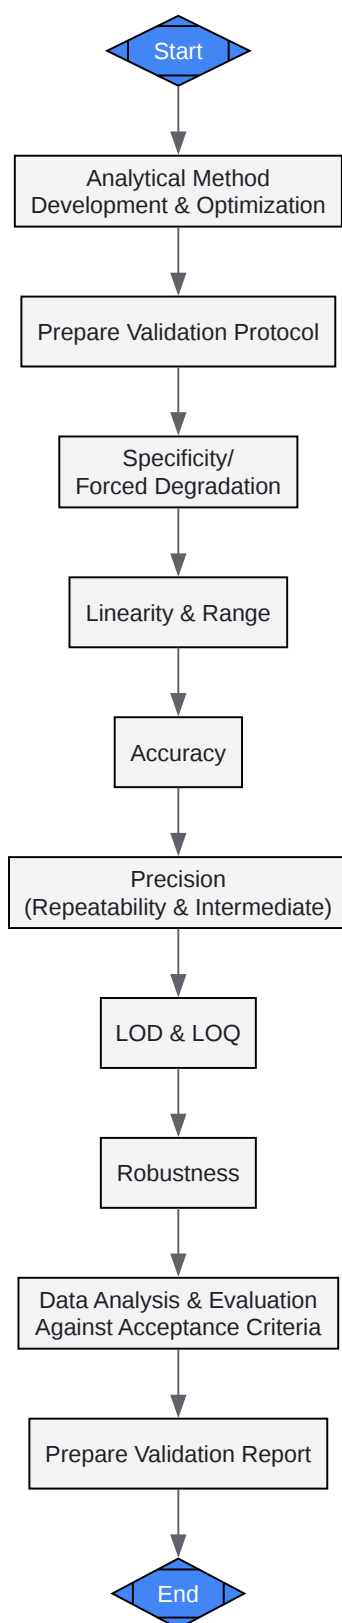 Start
Analytical Method
Development & Optimization
Prepare Validation Protocol
Specificity/
Forced Degradation
Linearity & Range
Accuracy
Precision
(Repeatability & Intermediate)
LOD & LOQ
Robustness
Data Analysis & Evaluation
Against Acceptance Criteria
Prepare Validation Report
End